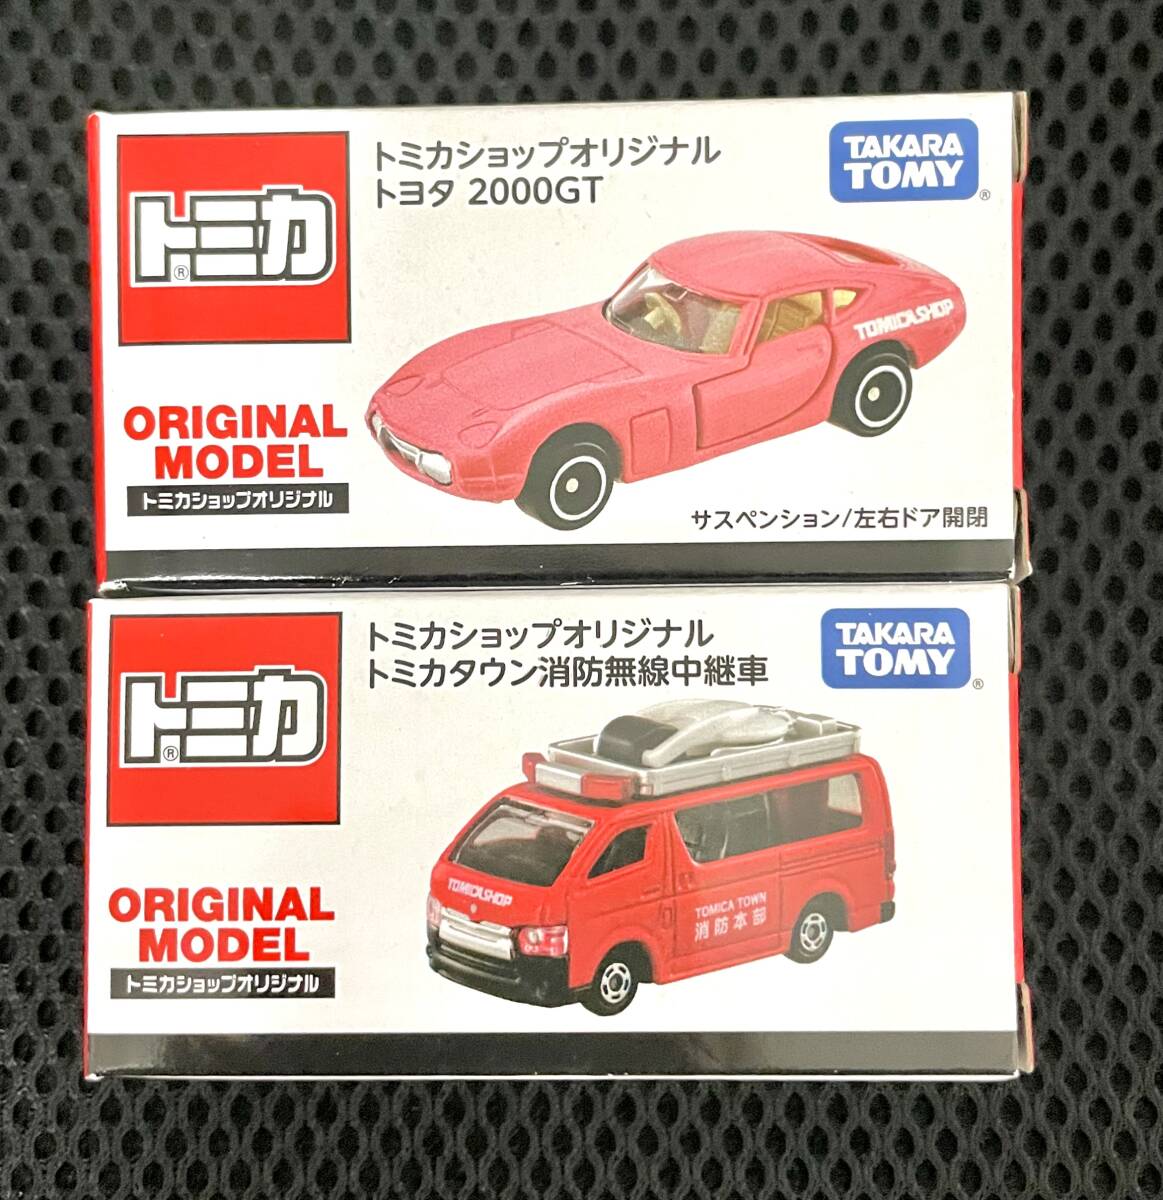 トミカ
®
ORIGINAL
MODEL
トミカショップオリジナル
トミカショップオリジナル
トヨタ 2000GT
TAKARA
TOMY
®
TOMICASHOP
サスペンション/左右ドア開閉
トミカ
®
ORIGINAL
MODEL
トミカショップオリジナル
トミカショップオリジナル
トミカタウン消防無線中継車
TAKARA
TOMY
®
TOMICASHOP
TOMICA TOWN
消防本部